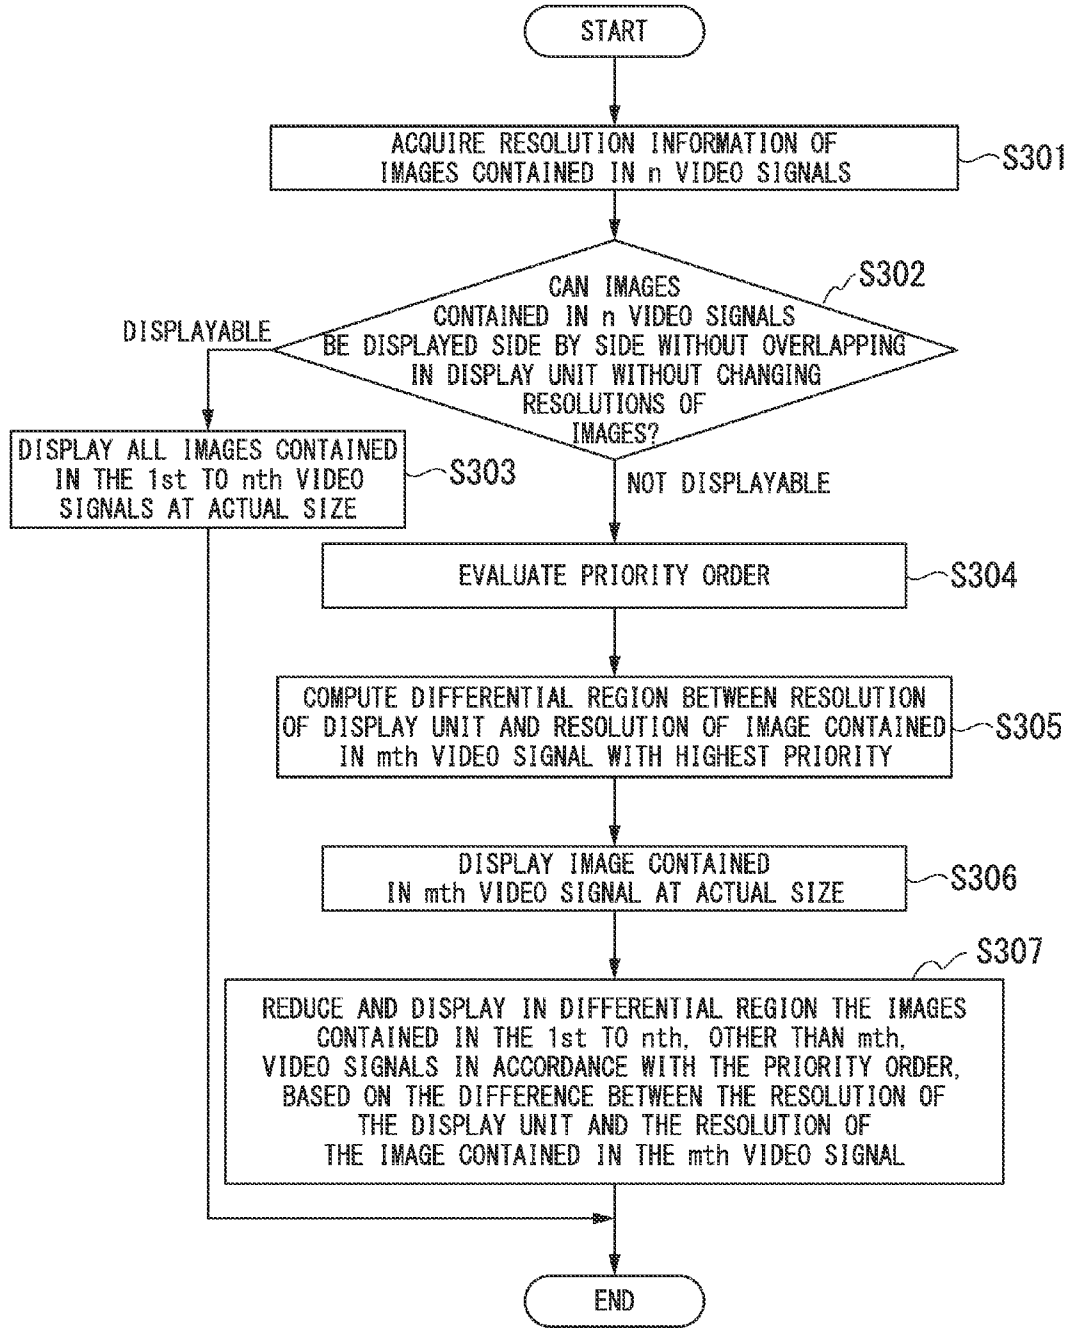 START
ACQUIRE RESOLUTION INFORMATION OF
IMAGES CONTAINED IN n VIDEO SIGNALS
S301
CAN IMAGES
CONTAINED IN n VIDEO SIGNALS
BE DISPLAYED SIDE BY SIDE WITHOUT OVERLAPPING
IN DISPLAY UNIT WITHOUT CHANGING
RESOLUTIONS OF
IMAGES?
S302
DISPLAYABLE
DISPLAY ALL IMAGES CONTAINED
IN THE 1st TO nth VIDEO
SIGNALS AT ACTUAL SIZE
S303
NOT DISPLAYABLE
EVALUATE PRIORITY ORDER
S304
COMPUTE DIFFERENTIAL REGION BETWEEN RESOLUTION
OF DISPLAY UNIT AND RESOLUTION OF IMAGE CONTAINED
IN mth VIDEO SIGNAL WITH HIGHEST PRIORITY
S305
DISPLAY IMAGE CONTAINED
IN mth VIDEO SIGNAL AT ACTUAL SIZE
S306
S307
REDUCE AND DISPLAY IN DIFFERENTIAL REGION THE IMAGES
CONTAINED IN THE 1st TO nth, OTHER THAN mth,
VIDEO SIGNALS IN ACCORDANCE WITH THE PRIORITY ORDER,
BASED ON THE DIFFERENCE BETWEEN THE RESOLUTION OF
THE DISPLAY UNIT AND THE RESOLUTION OF
THE IMAGE CONTAINED IN THE mth VIDEO SIGNAL
END